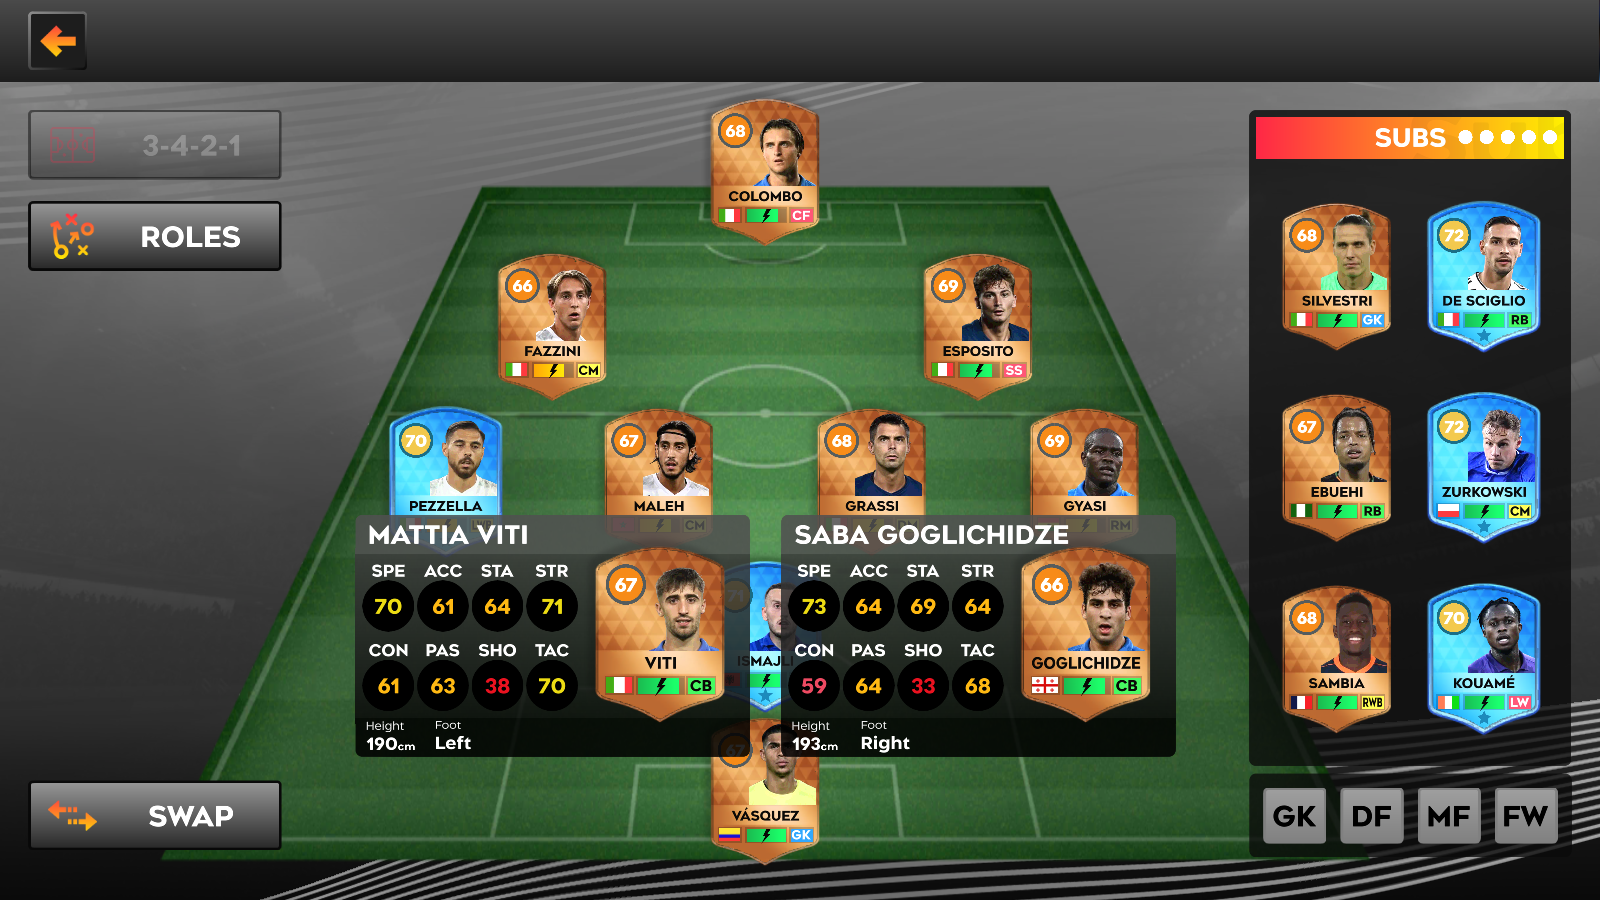 3-4-2-1
ROLES
68
COLOMBO
CF
66
FAZZINI
CM
69
ESPOSITO
SS
70
PEZZELLA
67
MALEH
CM
68
GRASSI
69
GYASI
RM
MATTIA VITI
SPE ACC STA STR
70 61 64 71
CON PAS SHO TAC
61 63 38 70
Height Foot
190cm Left
67
VITI
CB
71
ISMAJLI
SABA GOGLICHIDZE
SPE ACC STA STR
73 64 69 64
CON PAS SHO TAC
59 64 33 68
Height Foot
193cm Right
66
GOGLICHIDZE
CB
67
VÁSQUEZ
GK
SWAP
SUBS
68
SILVESTRI
GK
72
DE SCIGLIO
RB
67
EBUEHI
RB
72
ZURKOWSKI
CM
68
SAMBIA
RWB
70
KOUAMÉ
LW
GK DF MF FW